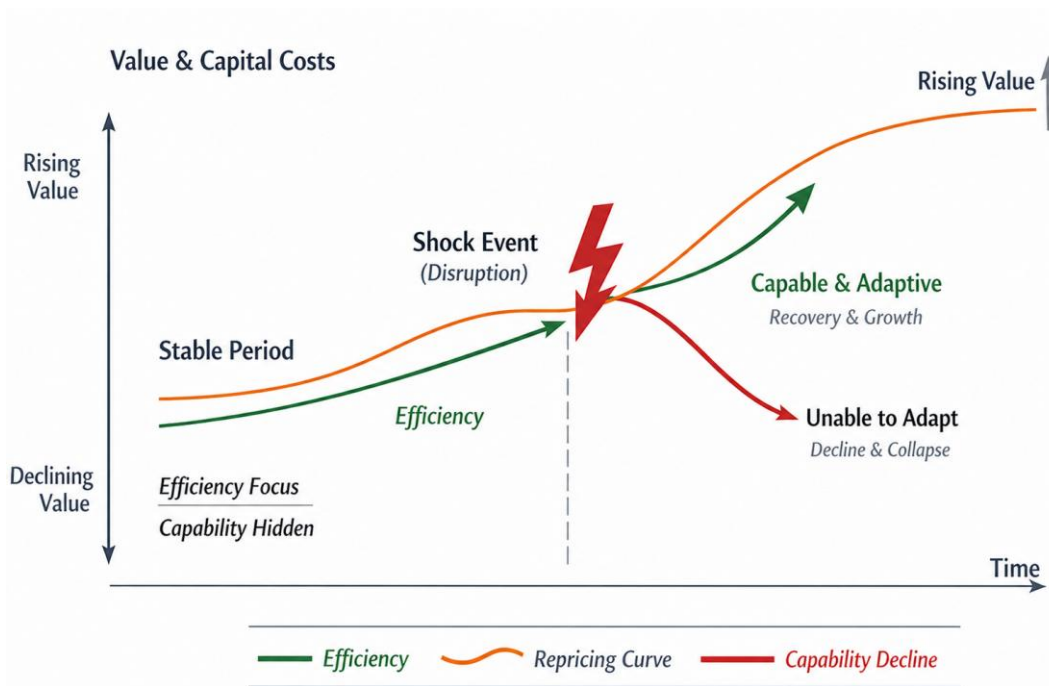 Value & Capital Costs
Rising Value
Rising
Value
Shock Event
(Disruption)
Capable & Adaptive
Recovery & Growth
Stable Period
Efficiency
Unable to Adapt
Decline & Collapse
Declining
Value
Efficiency Focus
Capability Hidden
Time
Efficiency
Repricing Curve
Capability Decline